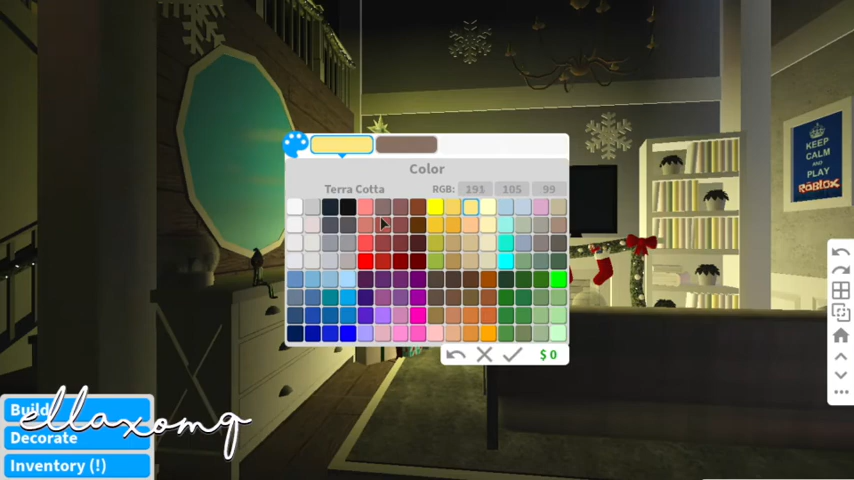 KEEP
CALM
AND
PLAY
ROBLOX
Color
Terra Cotta RGB: 191 105 99
$ 0
Build
ellaxomg
Decorate
Inventory (!)